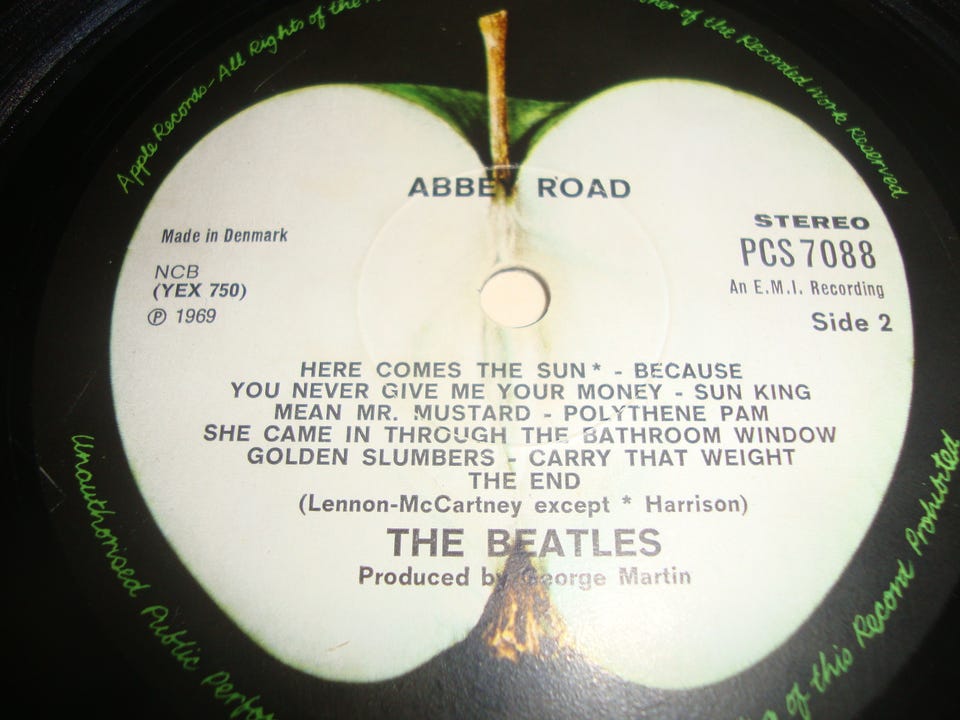 Apple Records-All Rights of the
of the Recorded Work Reserved
ABBEY ROAD
Made in Denmark
NCB
(YEX 750)
℗ 1969
STEREO
PCS 7088
An E.M.I. Recording
Side 2
HERE COMES THE SUN* - BECAUSE
YOU NEVER GIVE ME YOUR MONEY - SUN KING
MEAN MR. MUSTARD - POLYTHENE PAM
SHE CAME IN THROUGH THE BATHROOM WINDOW
GOLDEN SLUMBERS - CARRY THAT WEIGHT
THE END
(Lennon-McCartney except * Harrison)
THE BEATLES
Produced by George Martin
Unauthorised Public
of this Record Prohibited